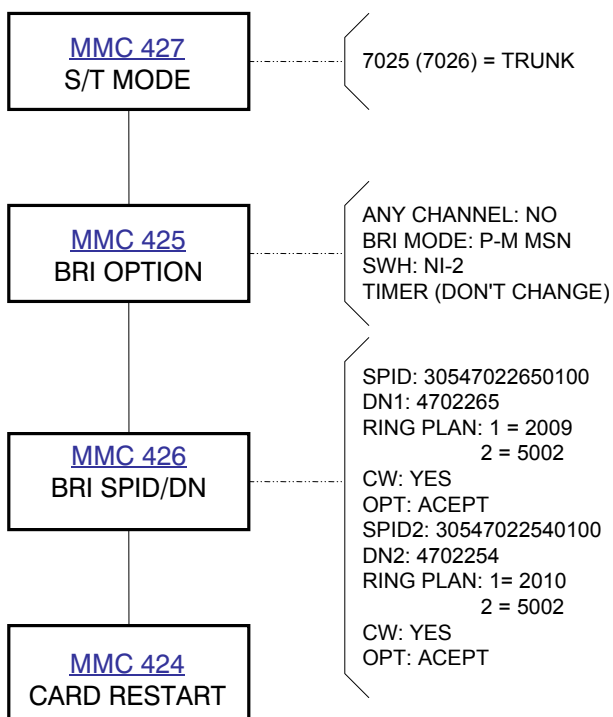 MMC 427
S/T MODE
7025 (7026) = TRUNK
MMC 425
BRI OPTION
ANY CHANNEL: NO
BRI MODE: P-M MSN
SWH: NI-2
TIMER (DON'T CHANGE)
MMC 426
BRI SPID/DN
SPID: 30547022650100
DN1: 4702265
RING PLAN: 1 = 2009
2 = 5002
CW: YES
OPT: ACEPT
SPID2: 30547022540100
DN2: 4702254
RING PLAN: 1= 2010
2 = 5002
CW: YES
OPT: ACEPT
MMC 424
CARD RESTART